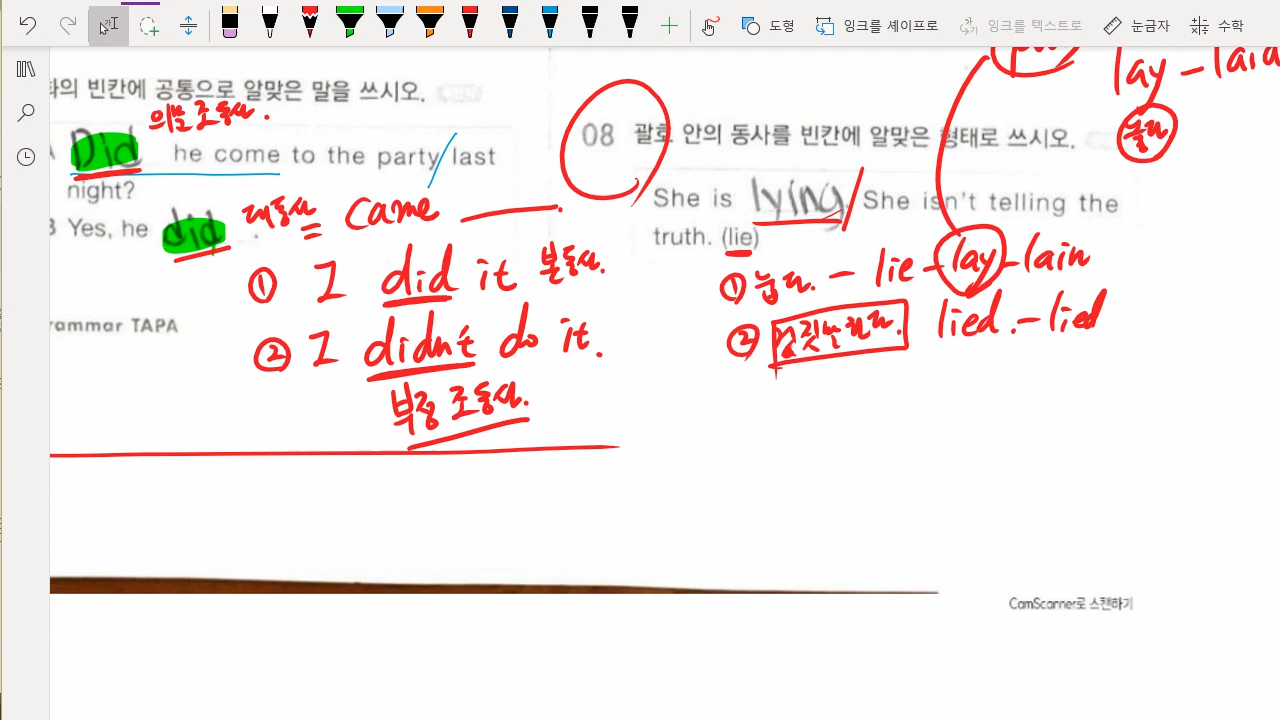 도형
잉크를 셰이프로
잉크를 텍스트로
눈금자
수학
화의 빈칸에 공통으로 알맞은 말을 쓰시오.
의문 조동사.
Did he come to the party/last
night?
Yes, he did.
대동사 came
① I did it 본동사.
② I didn't do it.
부정 조동사.
rammar TAPA
lay - laid
놓다
08 괄호 안의 동사를 빈칸에 알맞은 형태로 쓰시오.
She is lying. / She isn't telling the
truth. (lie)
① 눕다. - lie - lay - lain
② 거짓말한다. lied. - lied
CamScanner로 스캔하기